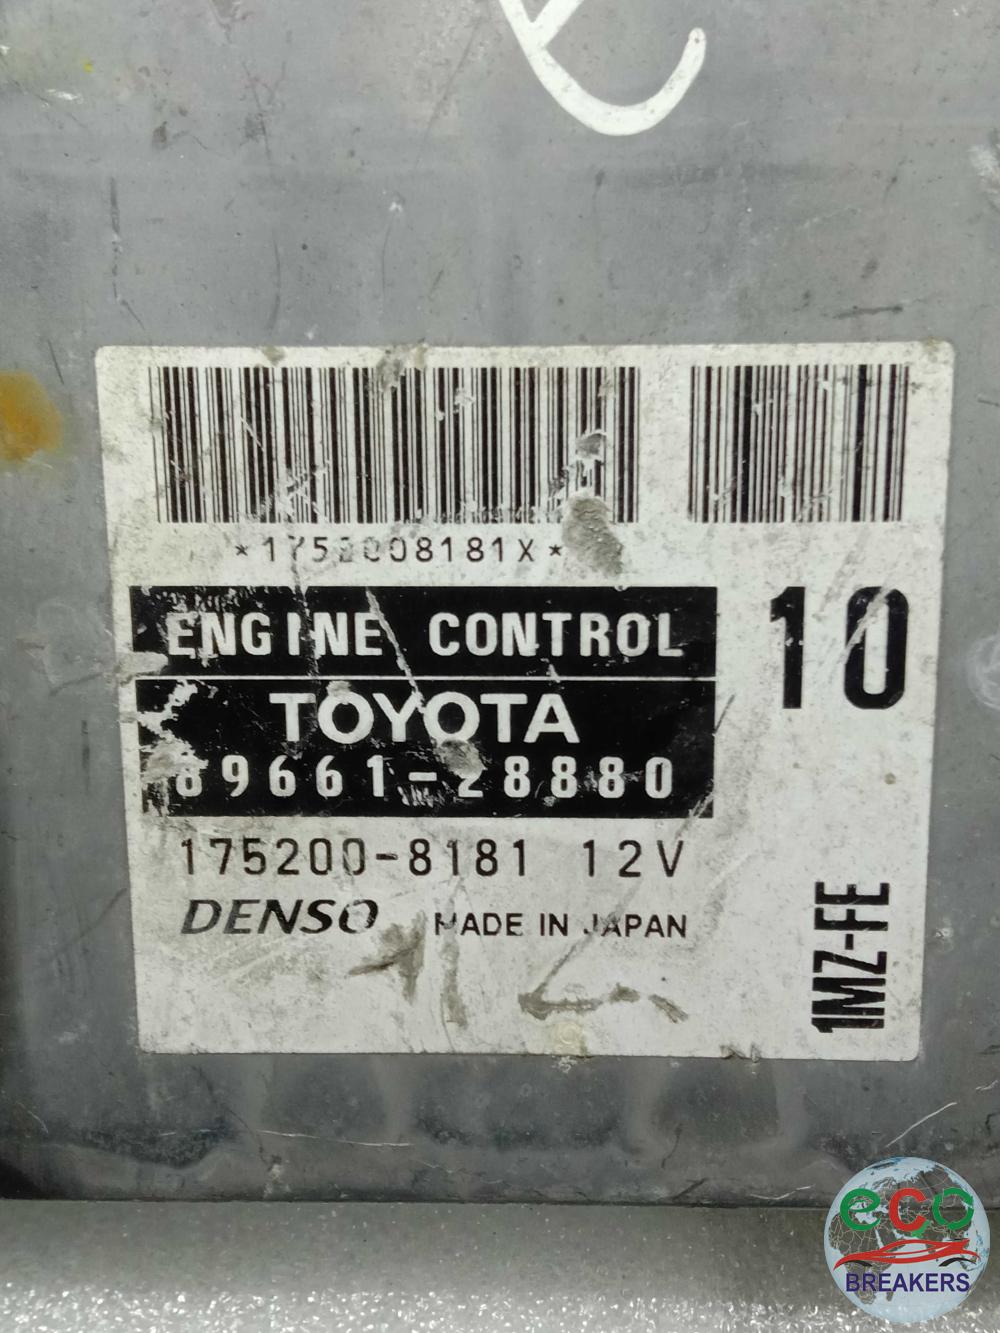 *1752008181X*
ENGINE CONTROL
10
TOYOTA
89661-28880
175200-8181 12V
DENSO MADE IN JAPAN
1MZ-FE
eco
BREAKERS